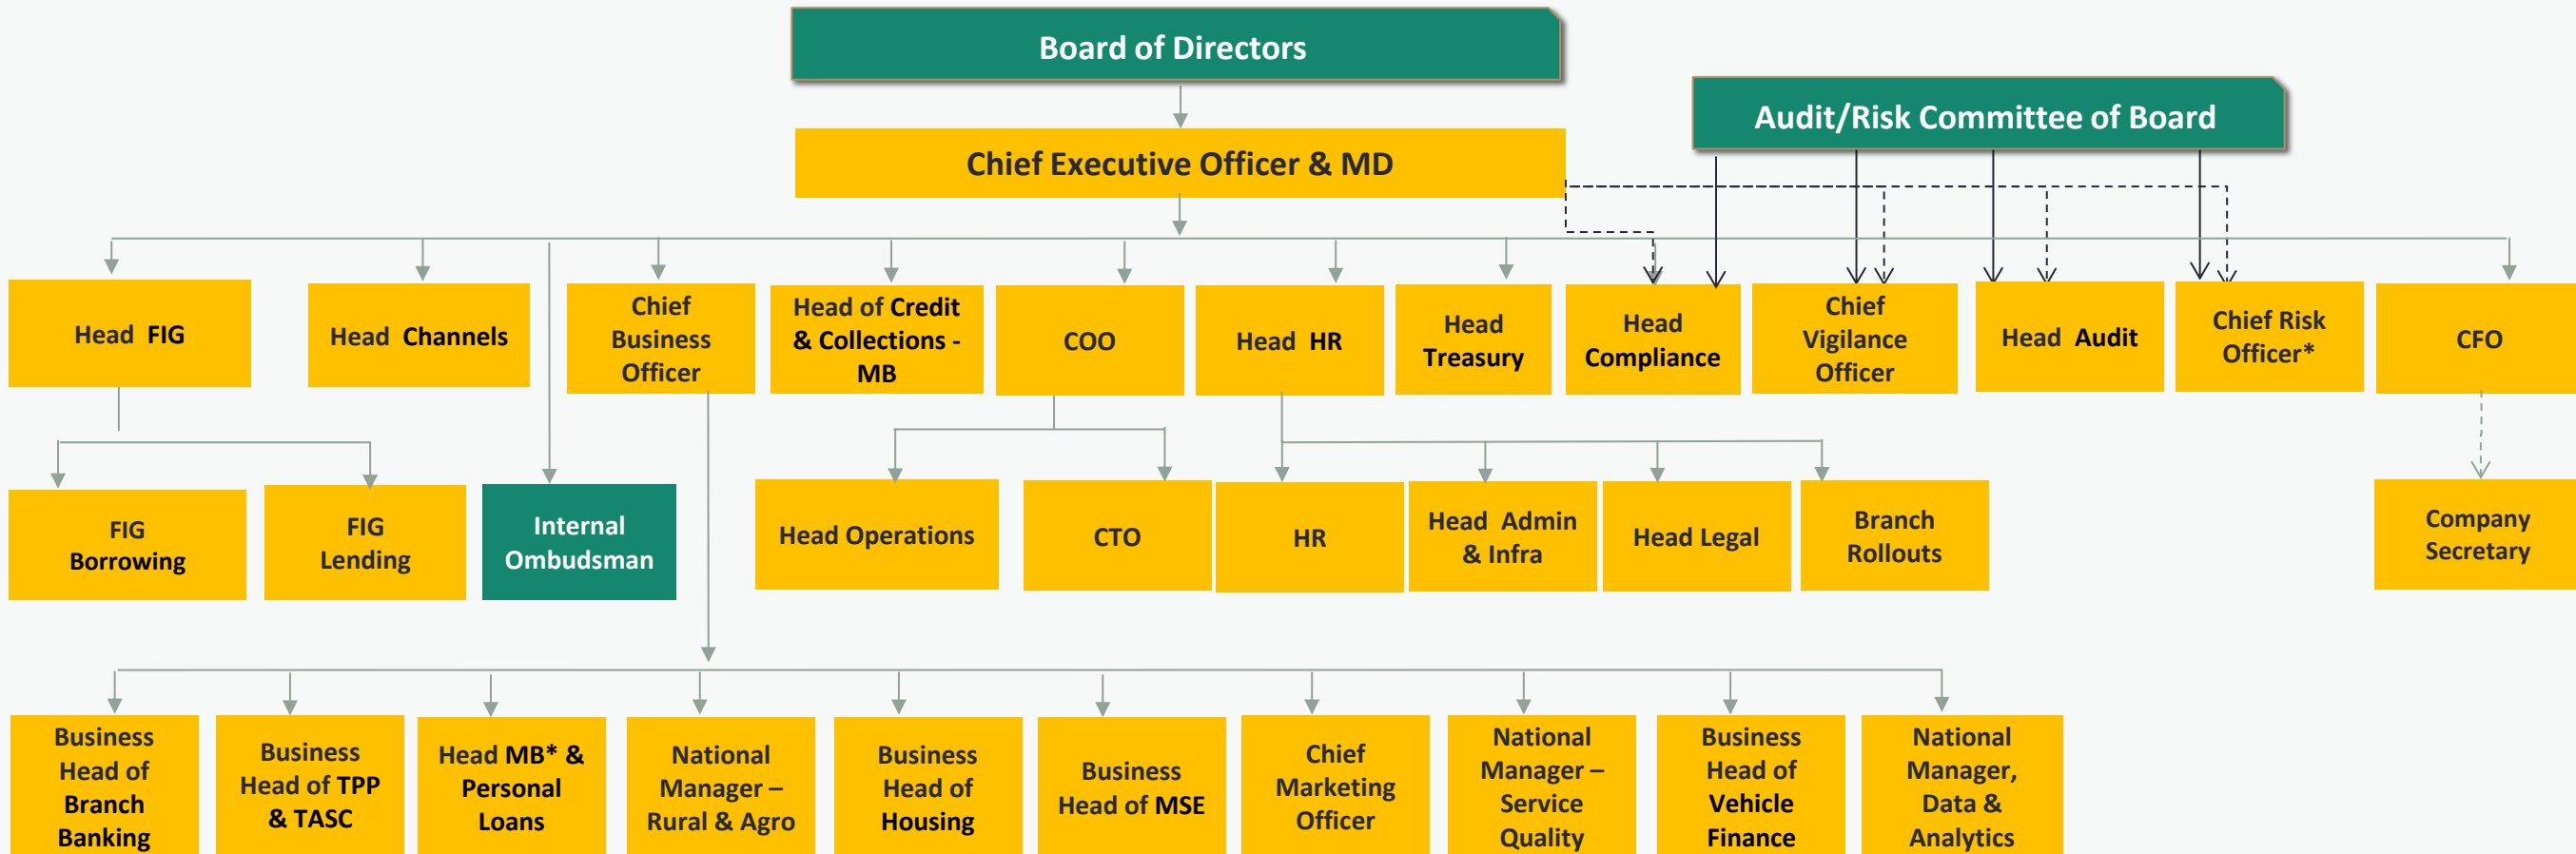 Board of Directors
Audit/Risk Committee of Board
Chief Executive Officer & MD
Head FIG
Head Channels
Chief
Business
Officer
Head of Credit
& Collections -
MB
COO
Head HR
Head
Treasury
Head
Compliance
Chief
Vigilance
Officer
Head Audit
Chief Risk
Officer*
CFO
FIG
Borrowing
FIG
Lending
Internal
Ombudsman
Head Operations
CTO
HR
Head Admin
& Infra
Head Legal
Branch
Rollouts
Company
Secretary
Business
Head of
Branch
Banking
Business
Head of TPP
& TASC
Head MB* &
Personal
Loans
National
Manager –
Rural & Agro
Business
Head of
Housing
Business
Head of MSE
Chief
Marketing
Officer
National
Manager –
Service
Quality
Business
Head of
Vehicle
Finance
National
Manager,
Data &
Analytics